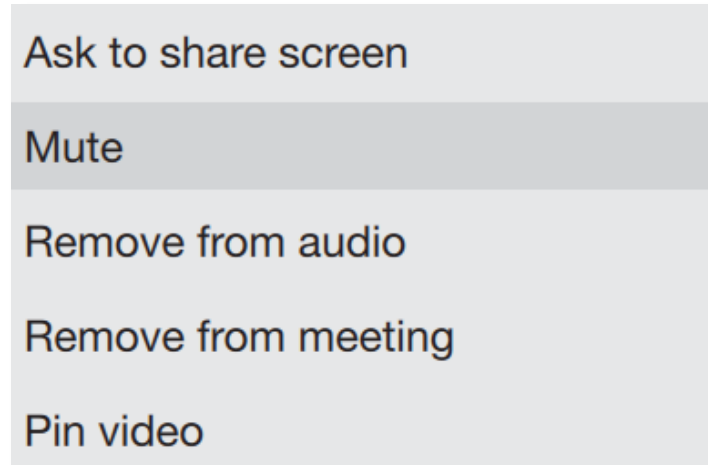 Ask to share screen
Mute
Remove from audio
Remove from meeting
Pin video